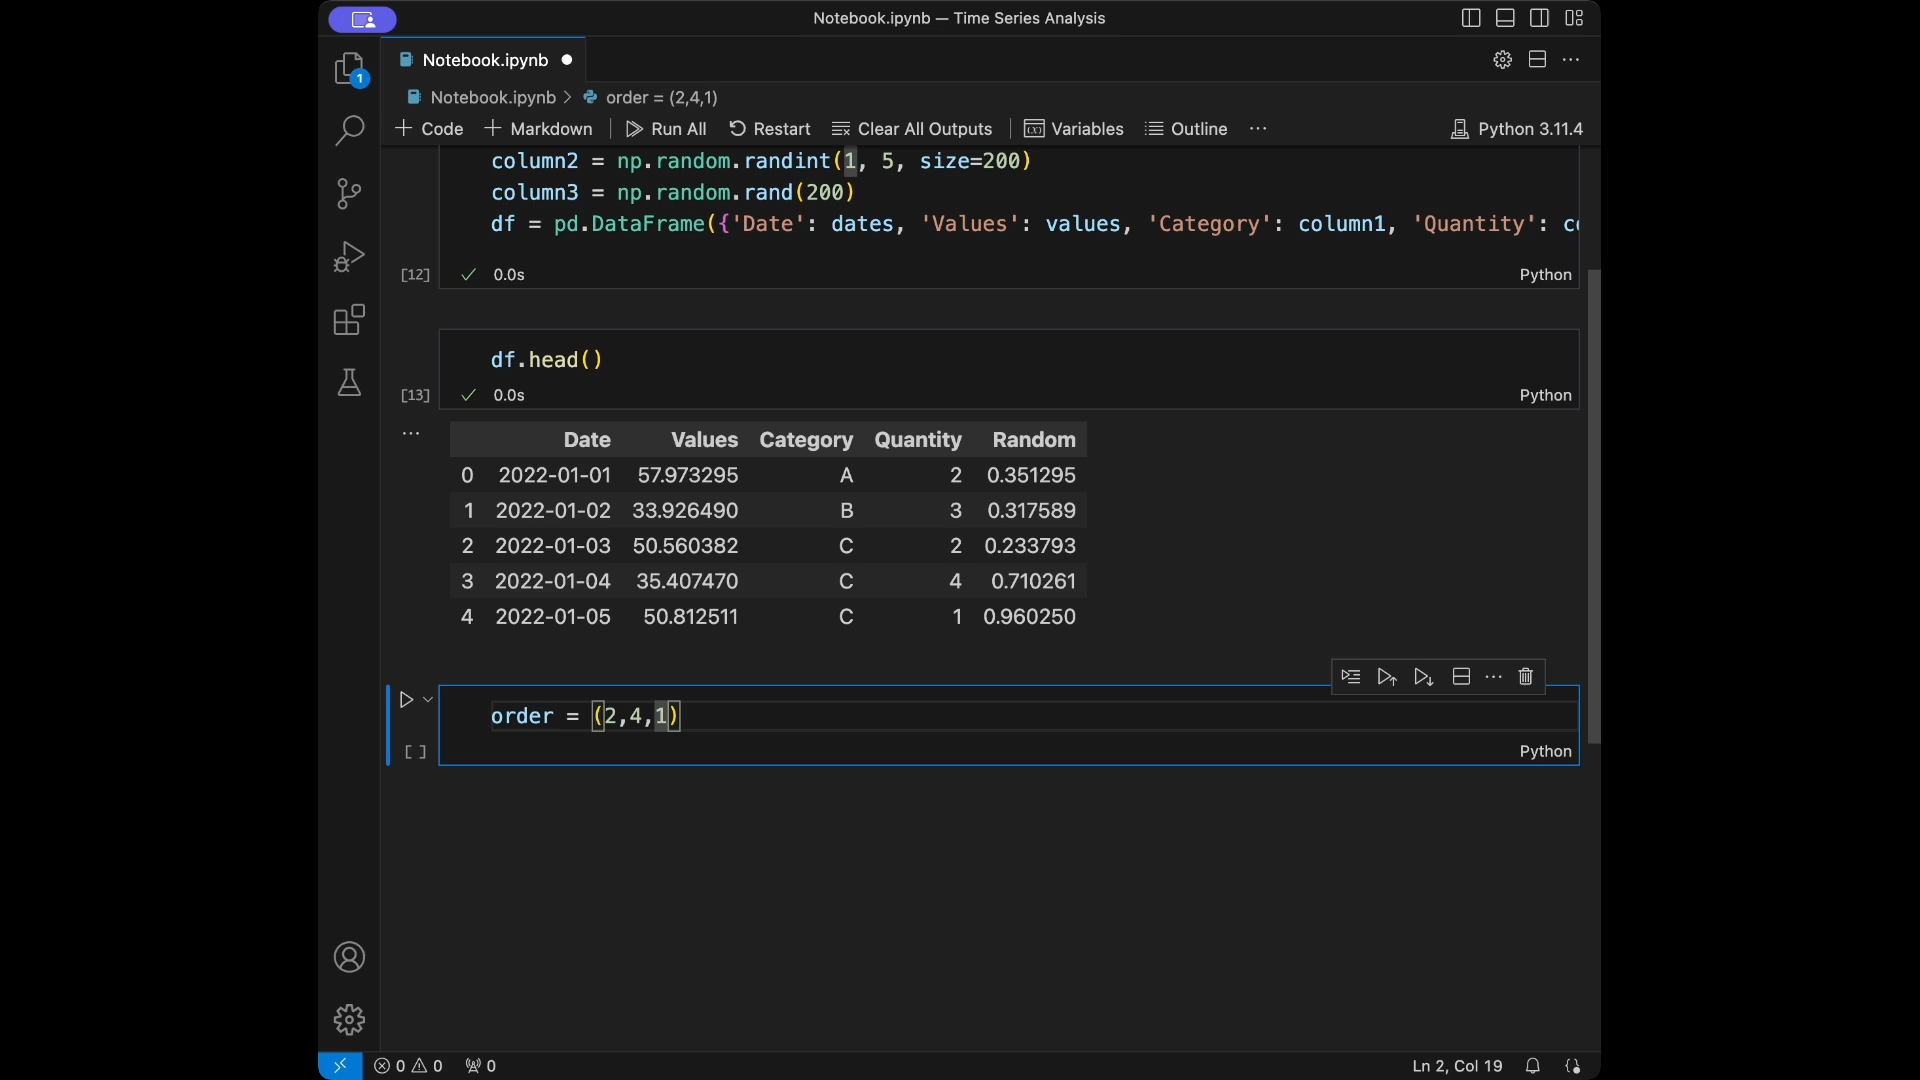 Notebook.ipynb — Time Series Analysis
1
Notebook.ipynb
Notebook.ipynb > order = (2,4,1)
Code Markdown Run All Restart Clear All Outputs Variables Outline ... Python 3.11.4
column2 = np.random.randint(1, 5, size=200)
column3 = np.random.rand(200)
df = pd.DataFrame({'Date': dates, 'Values': values, 'Category': column1, 'Quantity': 
[12] 0.0s Python
df.head()
[13] 0.0s Python
Date Values Category Quantity Random
0 2022-01-01 57.973295 A 2 0.351295
1 2022-01-02 33.926490 B 3 0.317589
2 2022-01-03 50.560382 C 2 0.233793
3 2022-01-04 35.407470 C 4 0.710261
4 2022-01-05 50.812511 C 1 0.960250
order = (2,4,1)
[ ] Python
0 0 0 Ln 2, Col 19